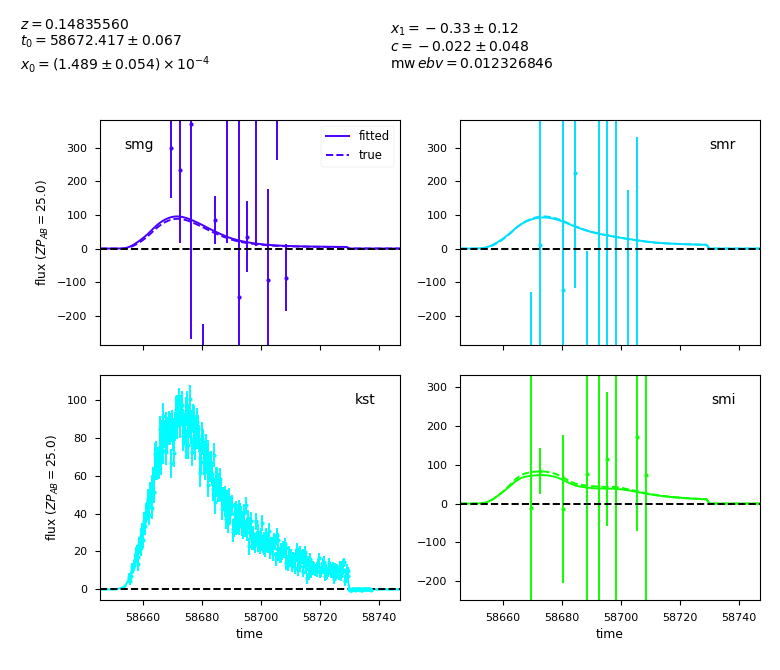 z = 0.14835560
t₀ = 58672.417 ± 0.067
x₀ = (1.489 ± 0.054) × 10⁻⁴
x₁ = −0.33 ± 0.12
c = −0.022 ± 0.048
mw ebv = 0.012326846
smg
fitted
true
300
200
100
0
−100
−200
flux (ZP_AB = 25.0)
smr
300
200
100
0
−100
−200
kst
100
80
60
40
20
0
flux (ZP_AB = 25.0)
58660 58680 58700 58720 58740
time
smi
300
200
100
0
−100
−200
58660 58680 58700 58720 58740
time